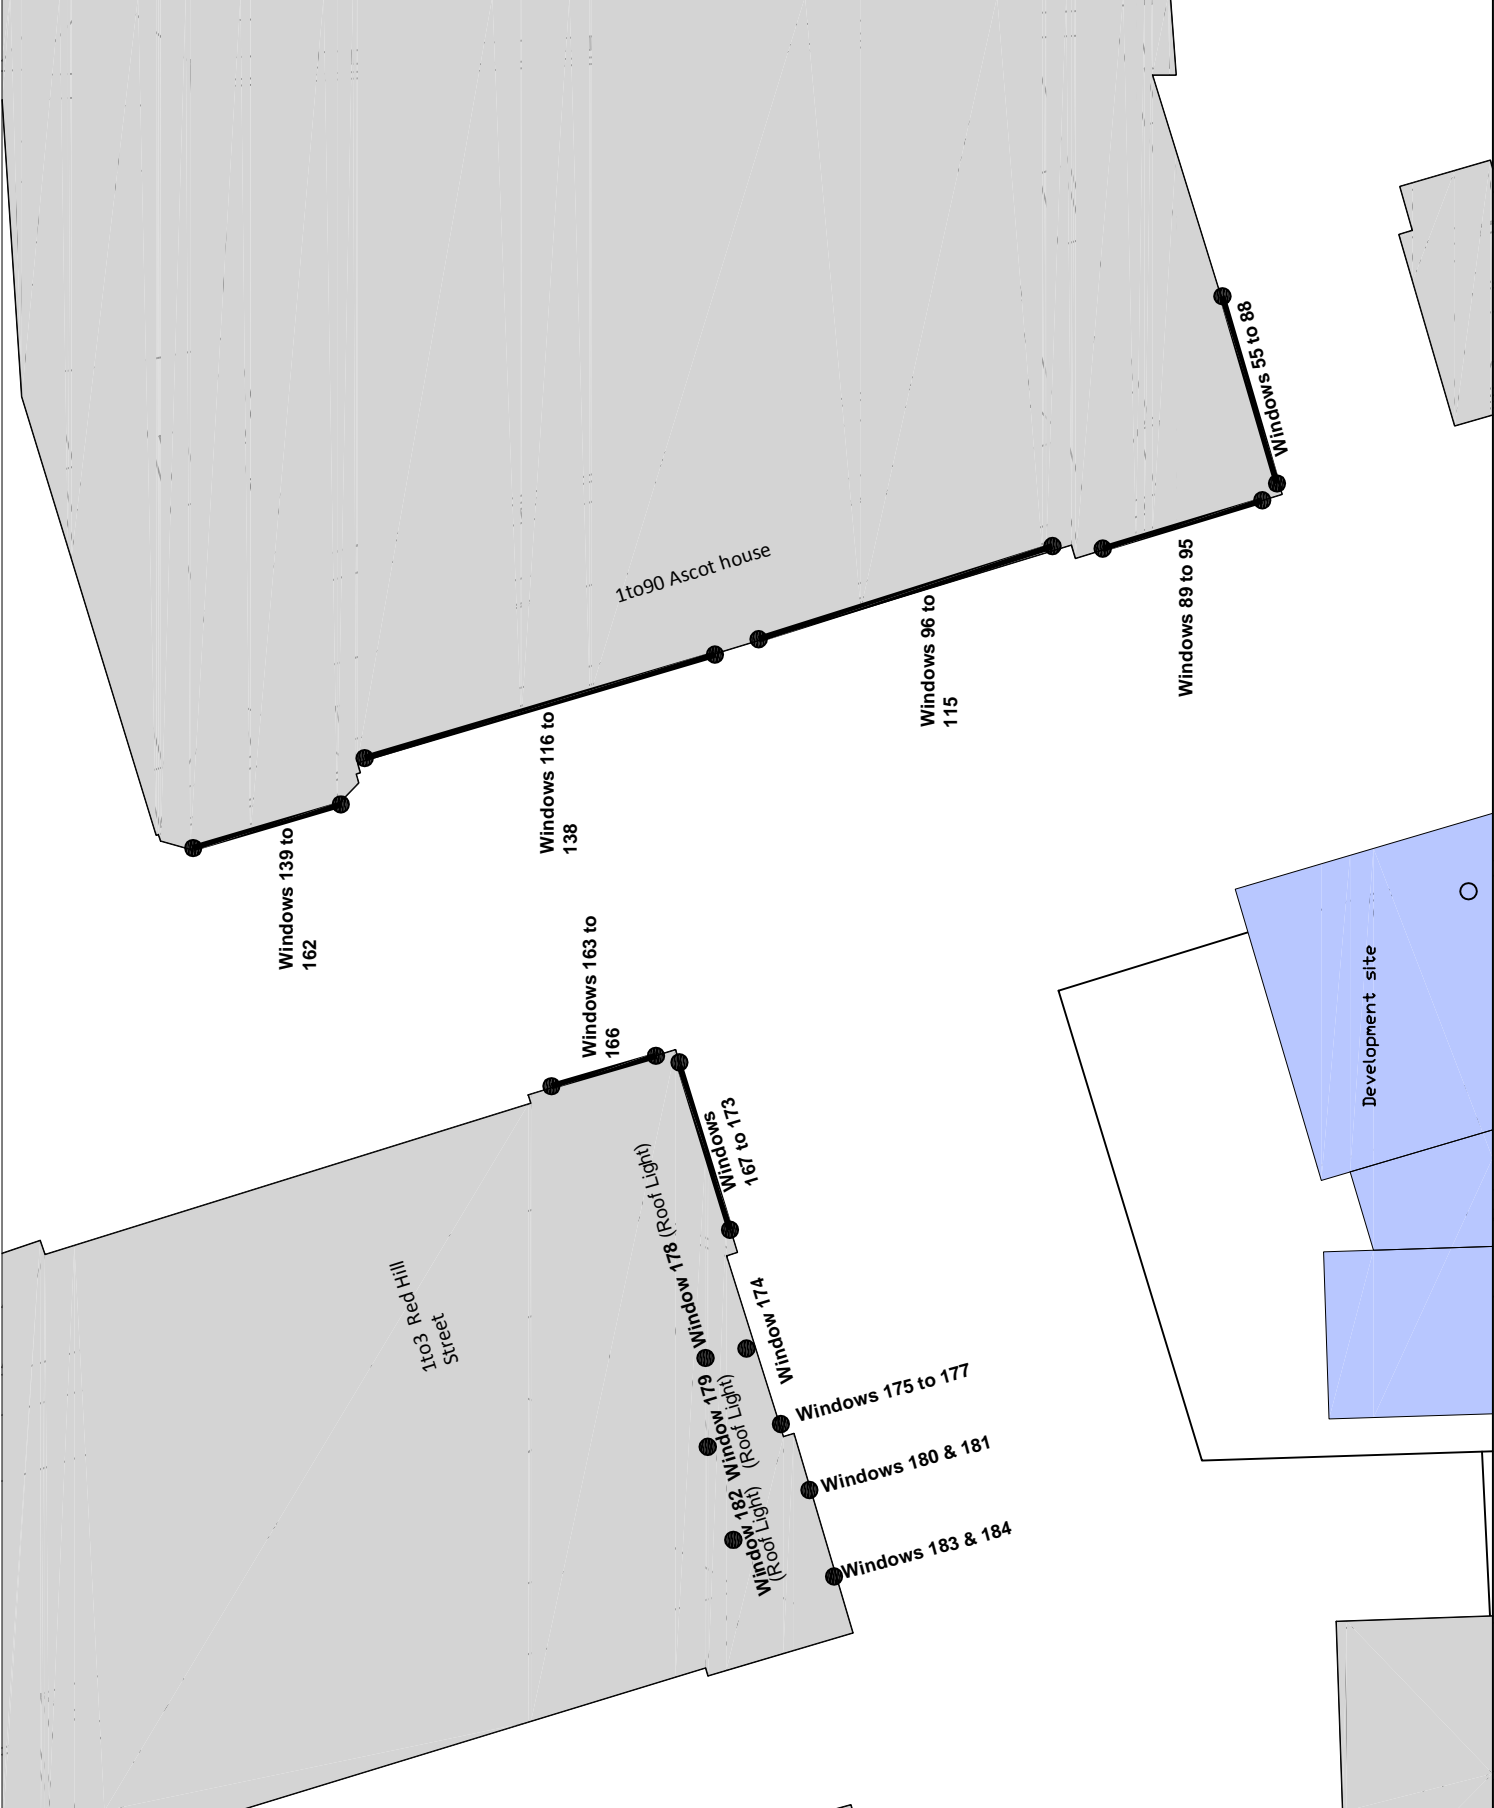 Windows 55 to 88
1to90 Ascot house
Windows 89 to 95
Windows 96 to
115
Windows 116 to
138
Windows 139 to
162
Windows 163 to
166
Development site
Windows
167 to 173
Window 178 (Roof Light)
1to3 Red Hill
Street
Window 174
Windows 175 to 177
Window 179
(Roof Light)
Windows 180 & 181
Window 182
(Roof Light)
Windows 183 & 184